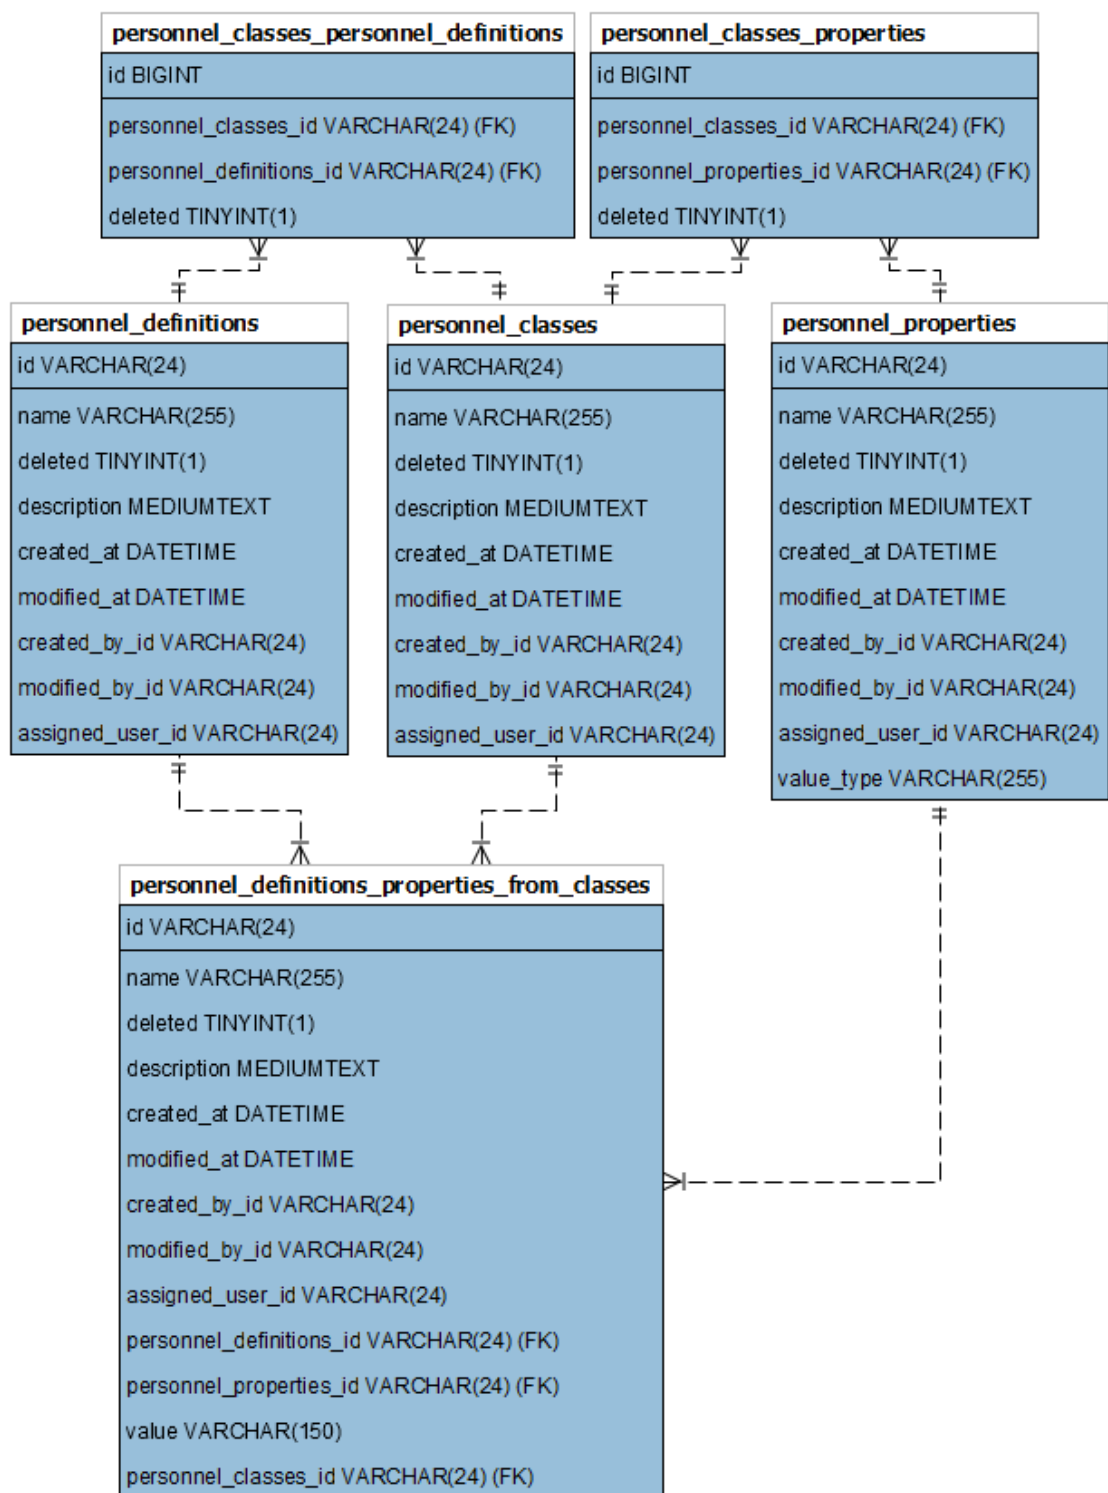 personnel_classes_personnel_definitions
id BIGINT
personnel_classes_id VARCHAR(24) (FK)
personnel_definitions_id VARCHAR(24) (FK)
deleted TINYINT(1)
personnel_classes_properties
id BIGINT
personnel_classes_id VARCHAR(24) (FK)
personnel_properties_id VARCHAR(24) (FK)
deleted TINYINT(1)
personnel_definitions
id VARCHAR(24)
name VARCHAR(255)
deleted TINYINT(1)
description MEDIUMTEXT
created_at DATETIME
modified_at DATETIME
created_by_id VARCHAR(24)
modified_by_id VARCHAR(24)
assigned_user_id VARCHAR(24)
personnel_classes
id VARCHAR(24)
name VARCHAR(255)
deleted TINYINT(1)
description MEDIUMTEXT
created_at DATETIME
modified_at DATETIME
created_by_id VARCHAR(24)
modified_by_id VARCHAR(24)
assigned_user_id VARCHAR(24)
personnel_properties
id VARCHAR(24)
name VARCHAR(255)
deleted TINYINT(1)
description MEDIUMTEXT
created_at DATETIME
modified_at DATETIME
created_by_id VARCHAR(24)
modified_by_id VARCHAR(24)
assigned_user_id VARCHAR(24)
value_type VARCHAR(255)
personnel_definitions_properties_from_classes
id VARCHAR(24)
name VARCHAR(255)
deleted TINYINT(1)
description MEDIUMTEXT
created_at DATETIME
modified_at DATETIME
created_by_id VARCHAR(24)
modified_by_id VARCHAR(24)
assigned_user_id VARCHAR(24)
personnel_definitions_id VARCHAR(24) (FK)
personnel_properties_id VARCHAR(24) (FK)
value VARCHAR(150)
personnel_classes_id VARCHAR(24) (FK)